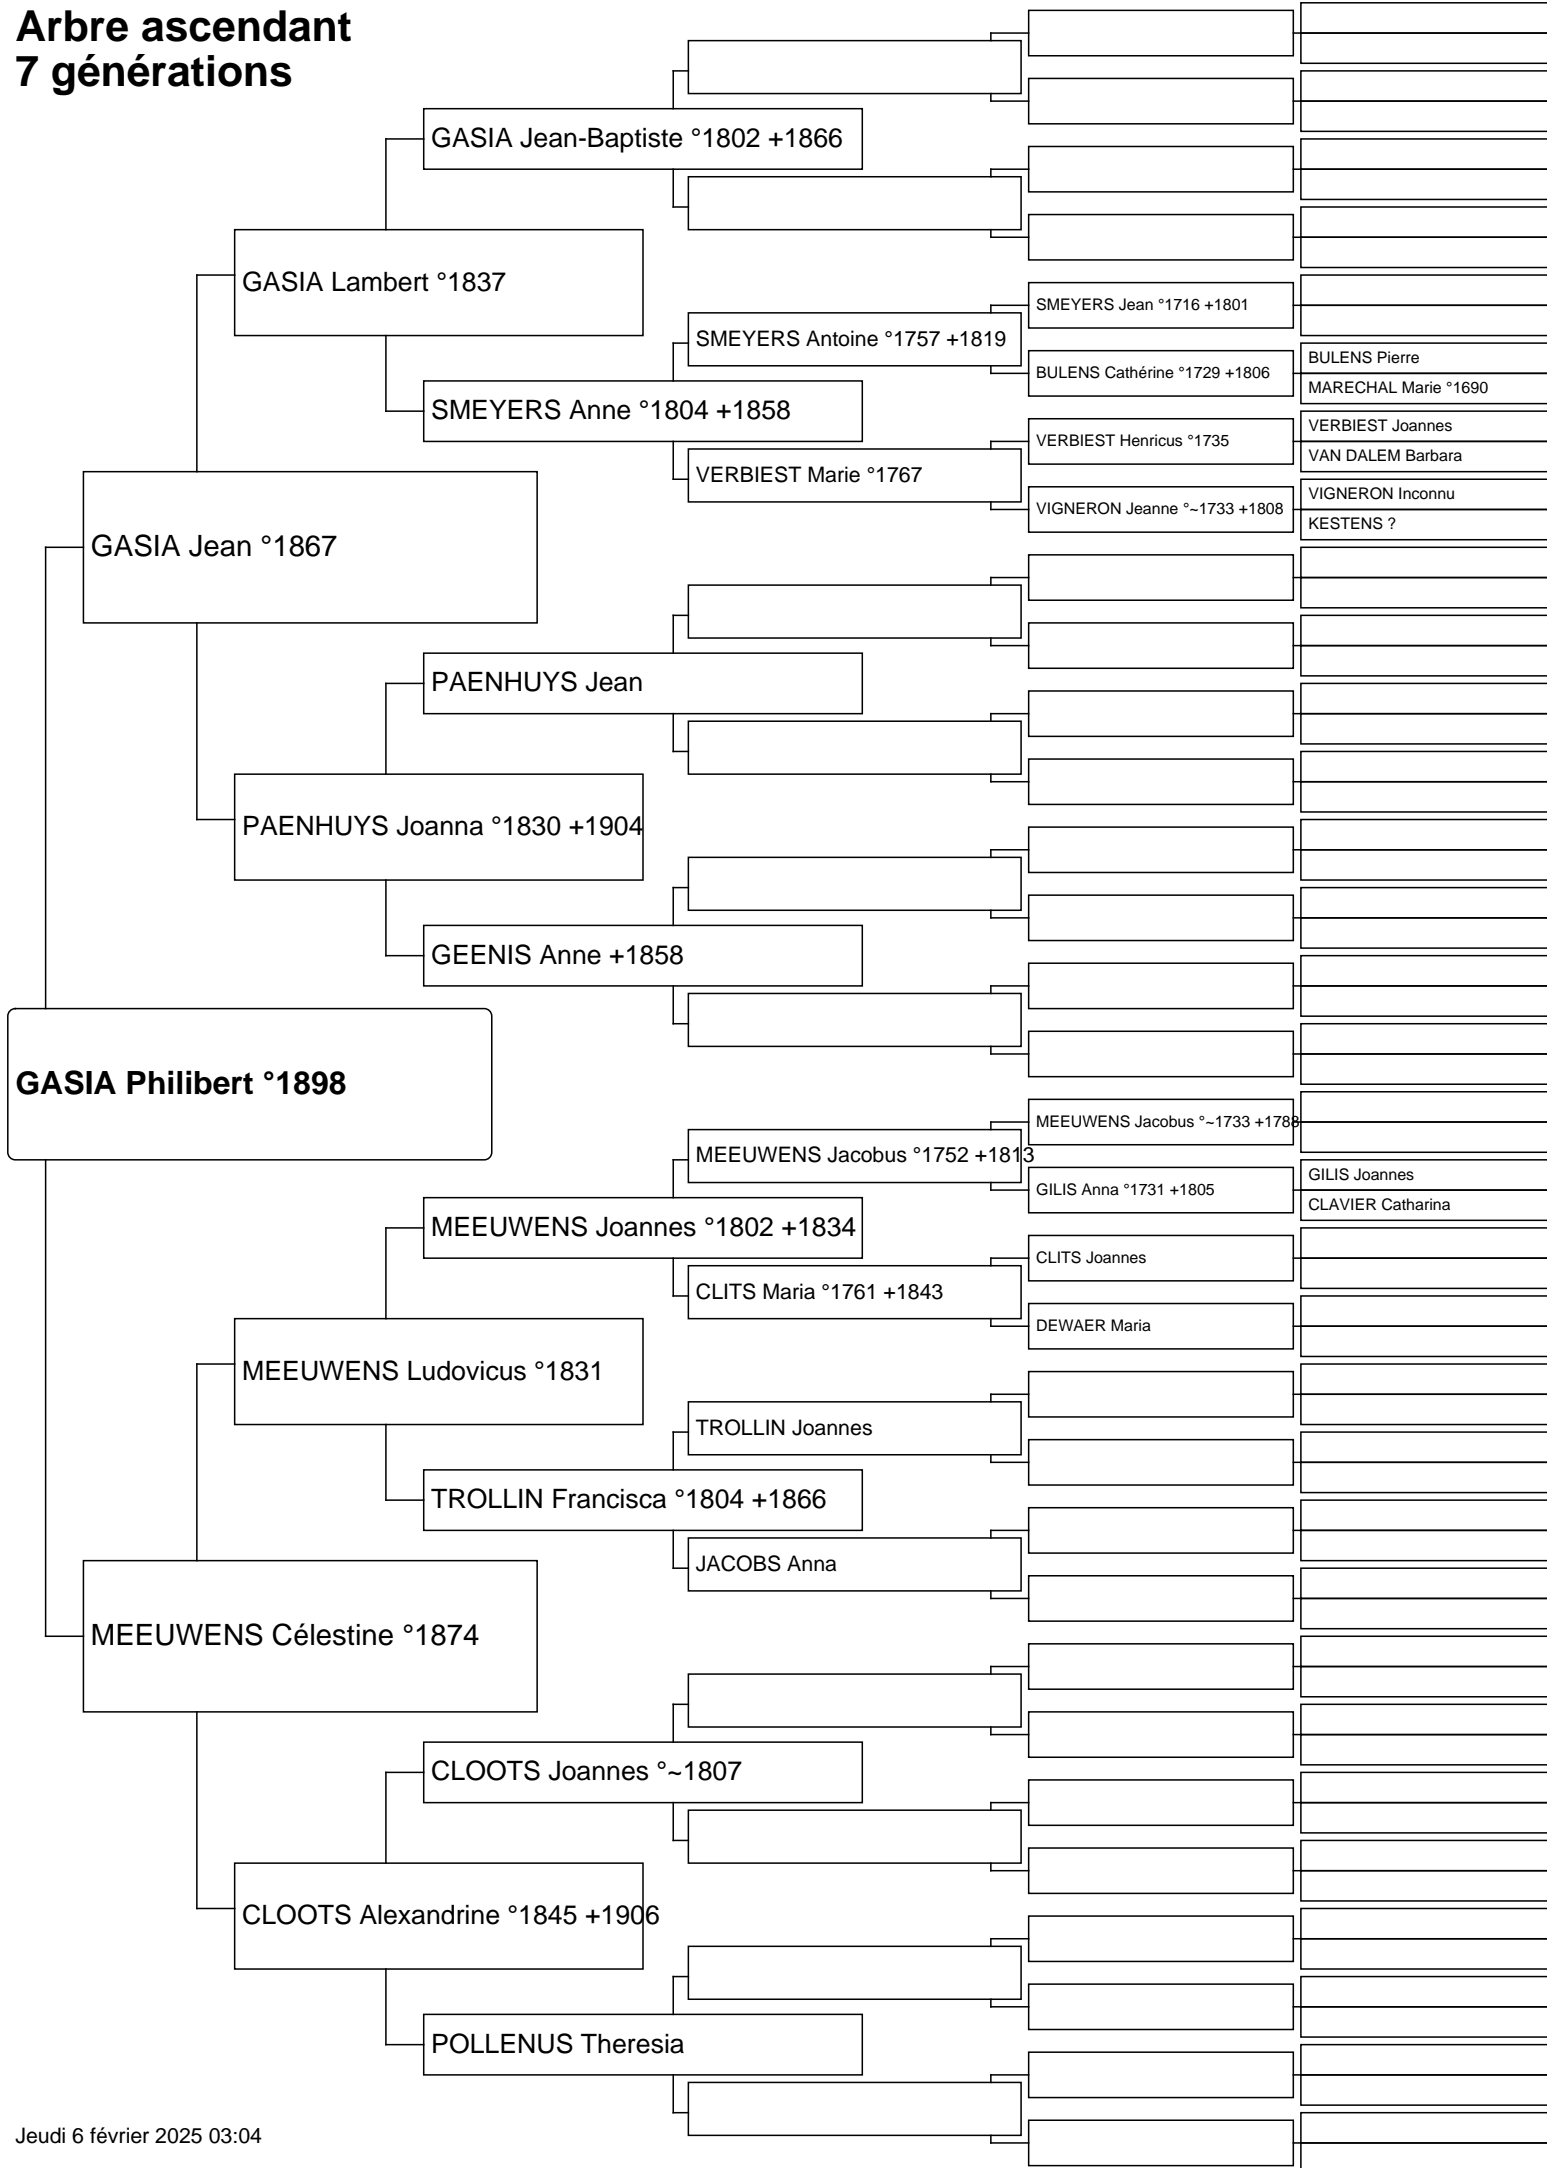 Arbre ascendant
7 générations
GASIA Jean-Baptiste °1802 +1866
GASIA Lambert °1837
SMEYERS Jean °1716 +1801
SMEYERS Antoine °1757 +1819
BULENS Pierre
BULENS Cathérine °1729 +1806
MARECHAL Marie °1690
SMEYERS Anne °1804 +1858
VERBIEST Joannes
VERBIEST Henricus °1735
VAN DALEM Barbara
VERBIEST Marie °1767
VIGNERON Inconnu
VIGNERON Jeanne °~1733 +1808
KESTENS ?
GASIA Jean °1867
PAENHUYS Jean
PAENHUYS Joanna °1830 +1904
GEENIS Anne +1858
GASIA Philibert °1898
MEEUWENS Jacobus °~1733 +1788
MEEUWENS Jacobus °1752 +1813
GILIS Joannes
GILIS Anna °1731 +1805
CLAVIER Catharina
MEEUWENS Joannes °1802 +1834
CLITS Joannes
CLITS Maria °1761 +1843
DEWAER Maria
MEEUWENS Ludovicus °1831
TROLLIN Joannes
TROLLIN Francisca °1804 +1866
JACOBS Anna
MEEUWENS Célestine °1874
CLOOTS Joannes °~1807
CLOOTS Alexandrine °1845 +1906
POLLENUS Theresia
Jeudi 6 février 2025 03:04